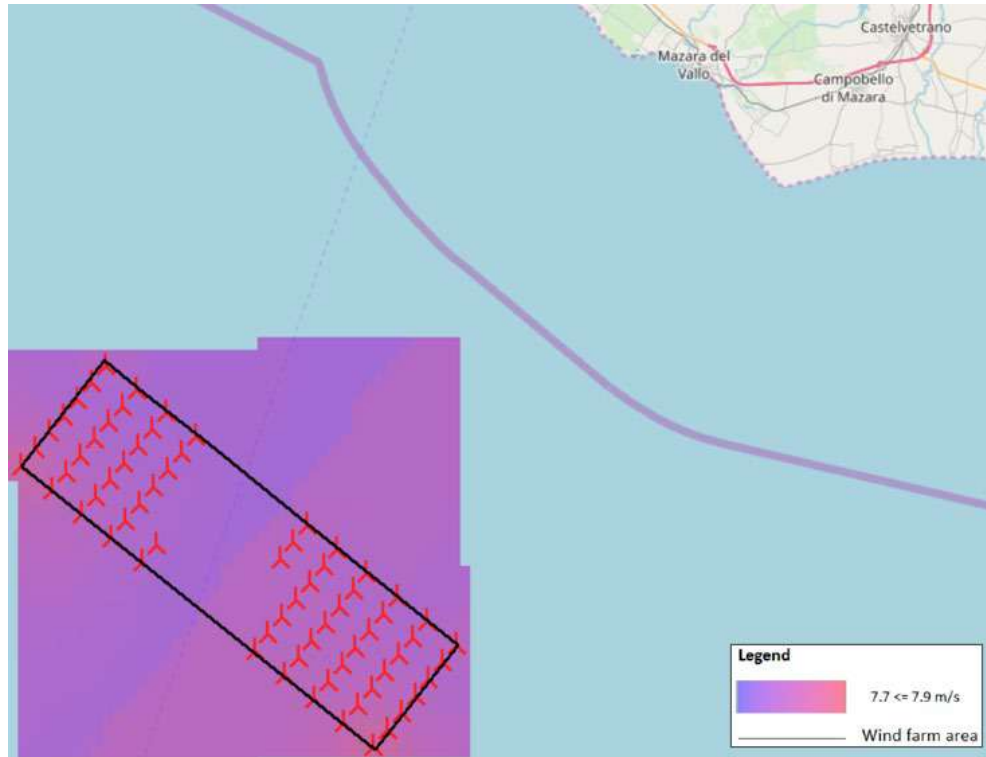 Castelvetrano
Mazara del
Vallo
Campobello
di Mazara
Legend
7.7 <= 7.9 m/s
Wind farm area